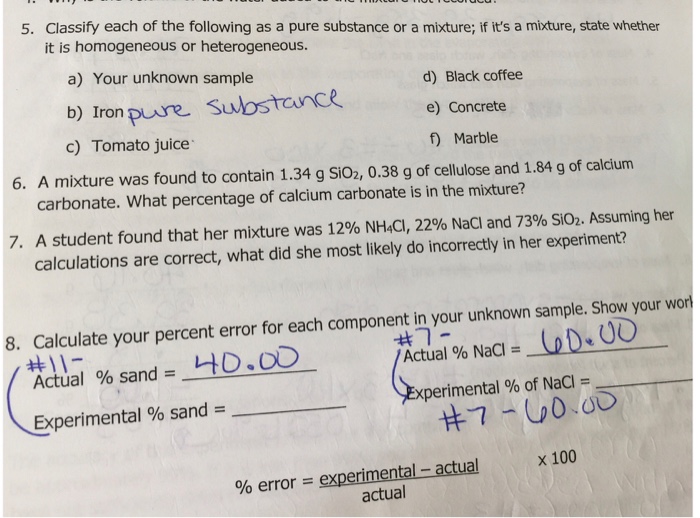 5. Classify each of the following as a pure substance or a mixture; if it's a mixture, state whether
it is homogeneous or heterogeneous.
a) Your unknown sample
d) Black coffee
b) Iron pure substance
e) Concrete
c) Tomato juice
f) Marble
6. A mixture was found to contain 1.34 g SiO₂, 0.38 g of cellulose and 1.84 g of calcium
carbonate. What percentage of calcium carbonate is in the mixture?
7. A student found that her mixture was 12% NH₄Cl, 22% NaCl and 73% SiO₂. Assuming her
calculations are correct, what did she most likely do incorrectly in her experiment?
8. Calculate your percent error for each component in your unknown sample. Show your work
#11-
Actual % sand = 40.00
#7-
Actual % NaCl = 60.00
Experimental % sand =
Experimental % of NaCl =
#7-60.00
% error = experimental – actual x 100
actual